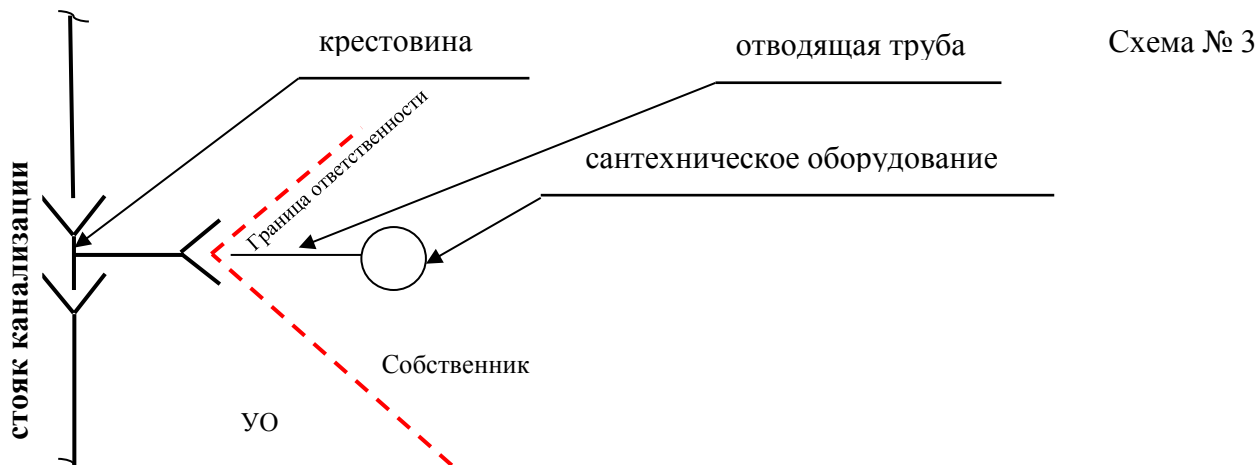 крестовина
отводящая труба
Схема № 3
Граница ответственности
сантехническое оборудование
стояк канализации
Собственник
УО